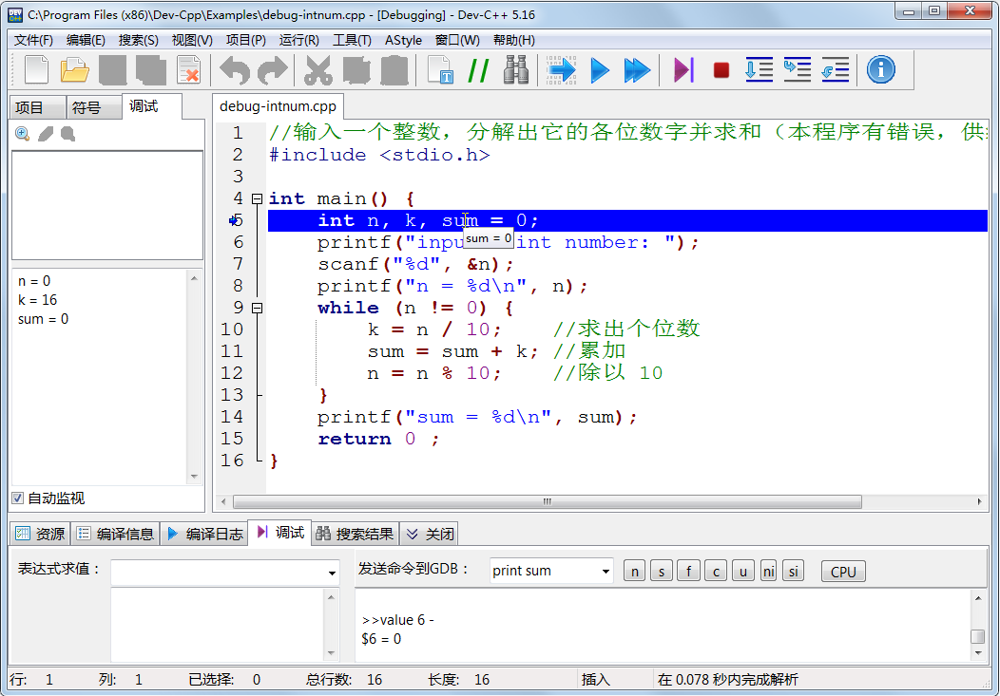 C:\Program Files (x86)\Dev-Cpp\Examples\debug-intnum.cpp - [Debugging] - Dev-C++ 5.16
文件(F) 编辑(E) 搜索(S) 视图(V) 项目(P) 运行(R) 工具(T) AStyle 窗口(W) 帮助(H)
项目 符号 调试
debug-intnum.cpp
1 //输入一个整数，分解出它的各位数字并求和（本程序有错误，供
2 #include <stdio.h>
3
4 int main() {
5 int n, k, sum = 0;
sum = 0
6 printf("inpu int number: ");
7 scanf("%d", &n);
8 printf("n = %d\n", n);
9 while (n != 0) {
10 k = n / 10; //求出个位数
11 sum = sum + k; //累加
12 n = n % 10; //除以 10
13 }
14 printf("sum = %d\n", sum);
15 return 0 ;
16 }
n = 0
k = 16
sum = 0
自动监视
资源 编译信息 编译日志 调试 搜索结果 关闭
表达式求值：
发送命令到GDB： print sum n s f c u ni si CPU
>>value 6 -
$6 = 0
行: 1 列: 1 已选择: 0 总行数: 16 长度: 16 插入 在 0.078 秒内完成解析